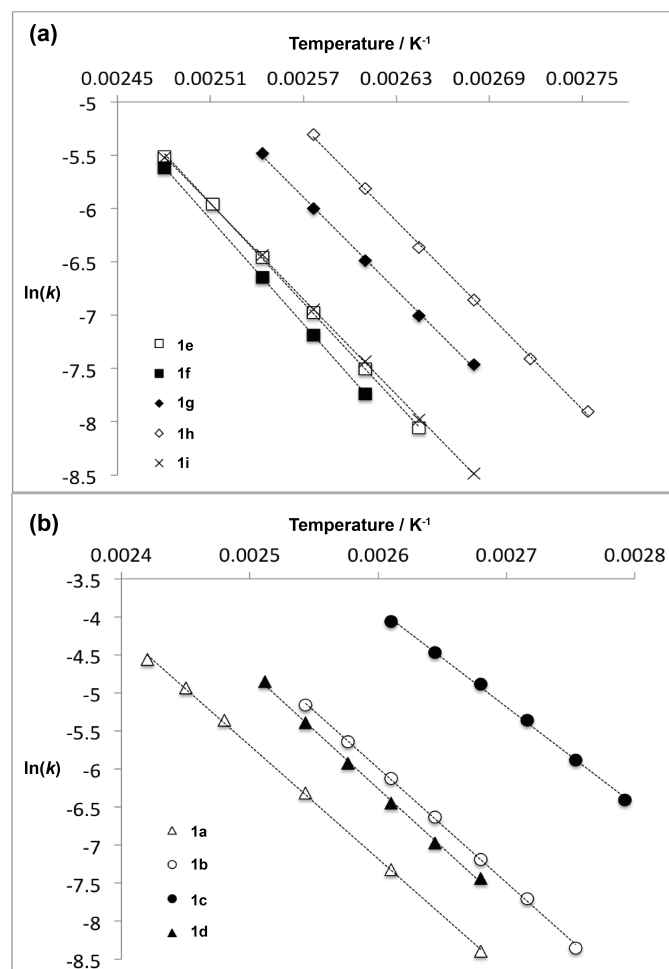 (a)
Temperature / K-1
0.00245 0.00251 0.00257 0.00263 0.00269 0.00275
-5
-5.5
-6
-6.5
ln(k)
-7
1e
-7.5
1f
1g
-8
1h
1i
-8.5
(b)
Temperature / K-1
0.0024 0.0025 0.0026 0.0027 0.0028
-3.5
-4
-4.5
-5
-5.5
ln(k)
-6
-6.5
1a
-7
1b
-7.5
1c
-8
1d
-8.5